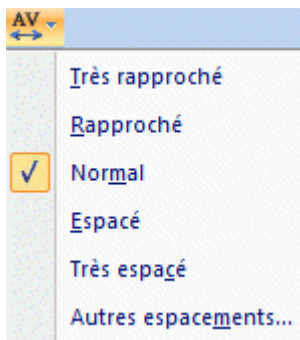 AV
Très rapproché
Rapproché
Normal
Espacé
Très espacé
Autres espacements...